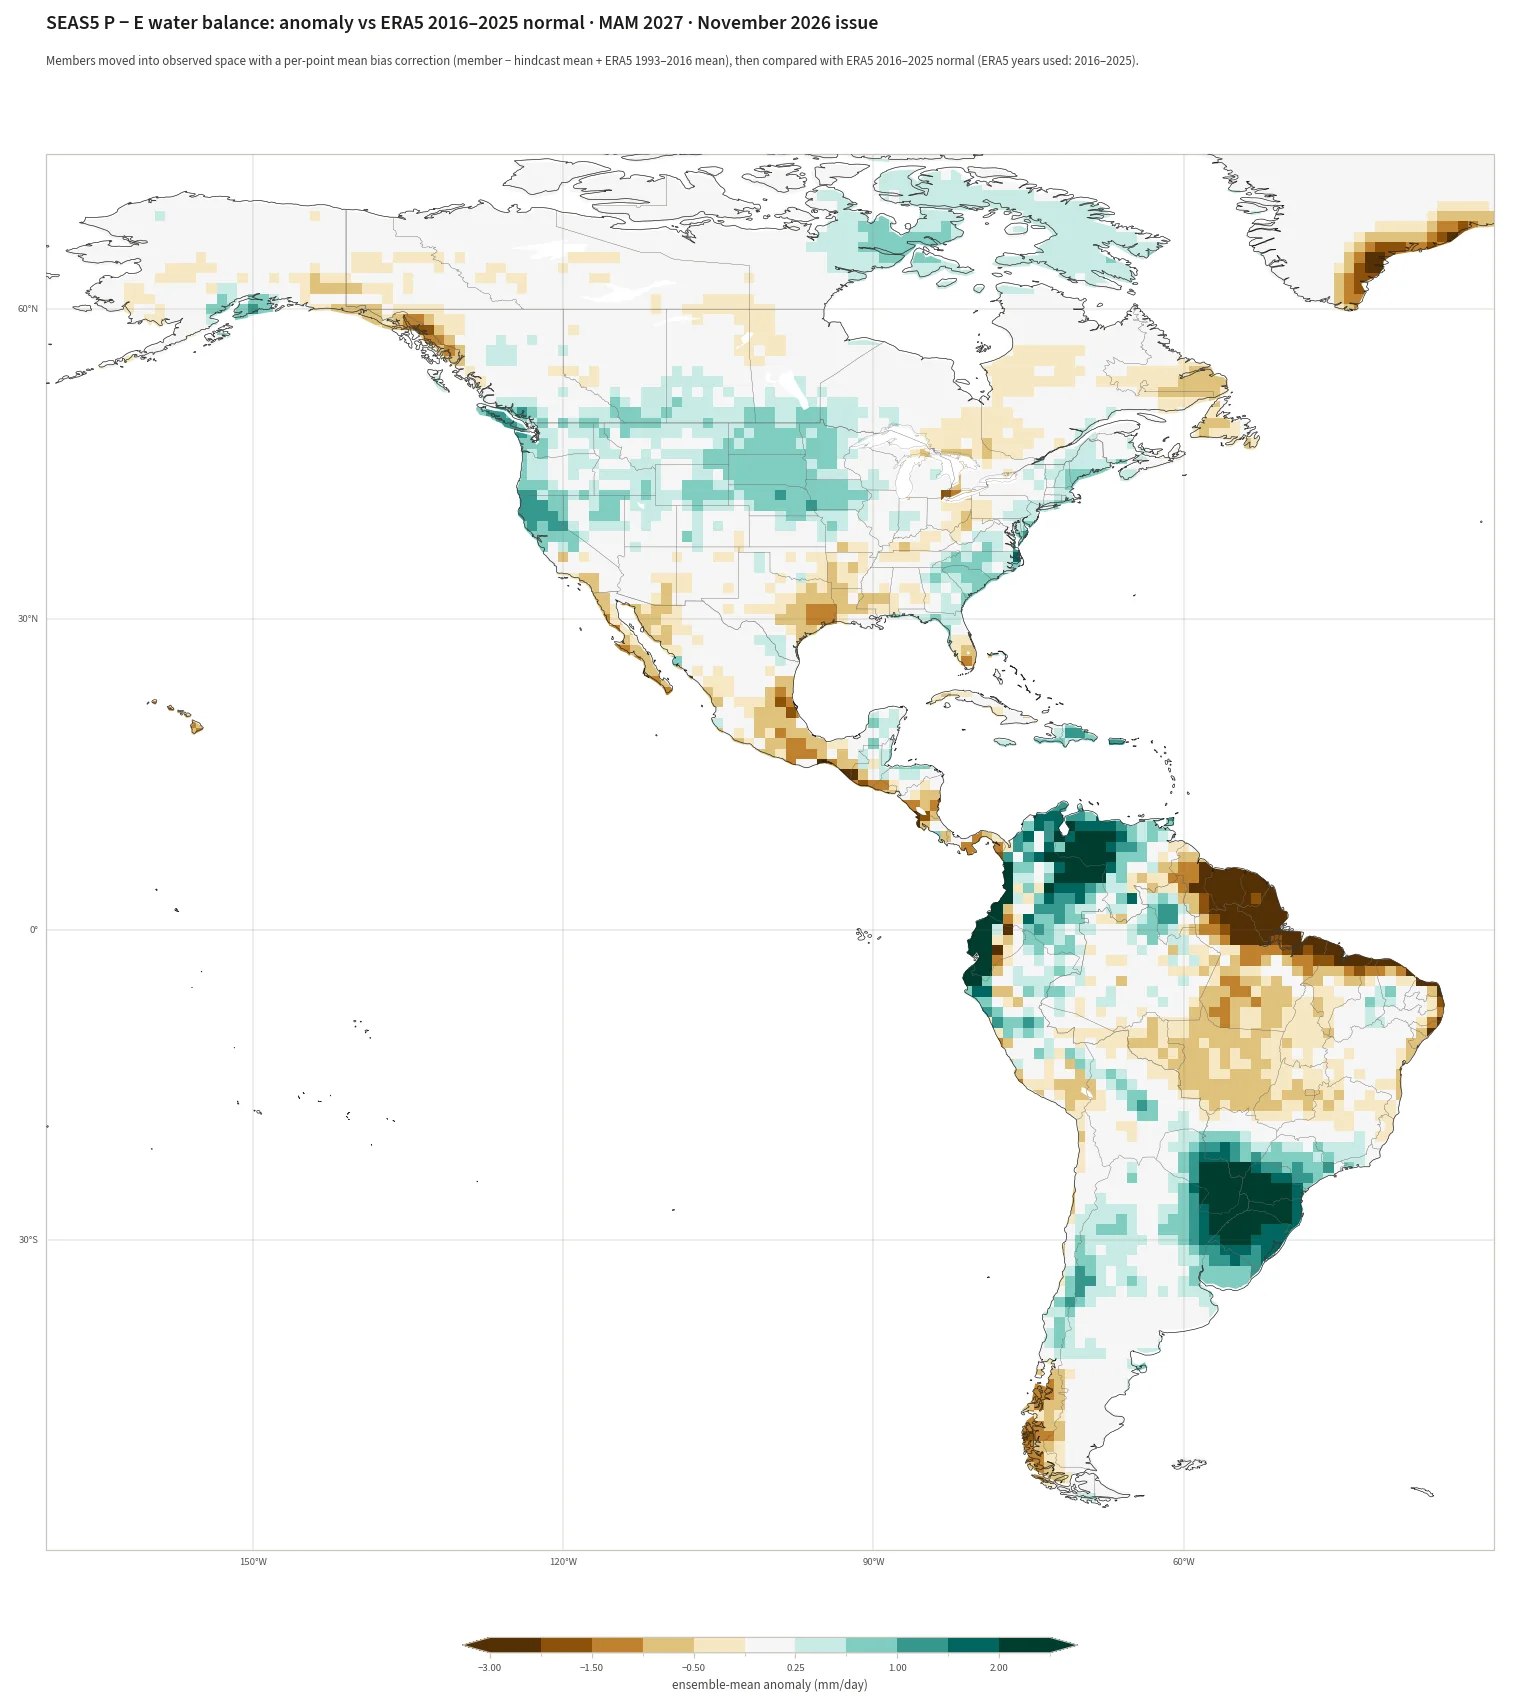 SEAS5 P − E water balance: anomaly vs ERA5 2016–2025 normal · MAM 2027 · November 2026 issue
Members moved into observed space with a per-point mean bias correction (member − hindcast mean + ERA5 1993–2016 mean), then compared with ERA5 2016–2025 normal (ERA5 years used: 2016–2025).
60°N
30°N
0°
30°S
150°W 120°W 90°W 60°W
−3.00 −1.50 −0.50 0.25 1.00 2.00
ensemble-mean anomaly (mm/day)